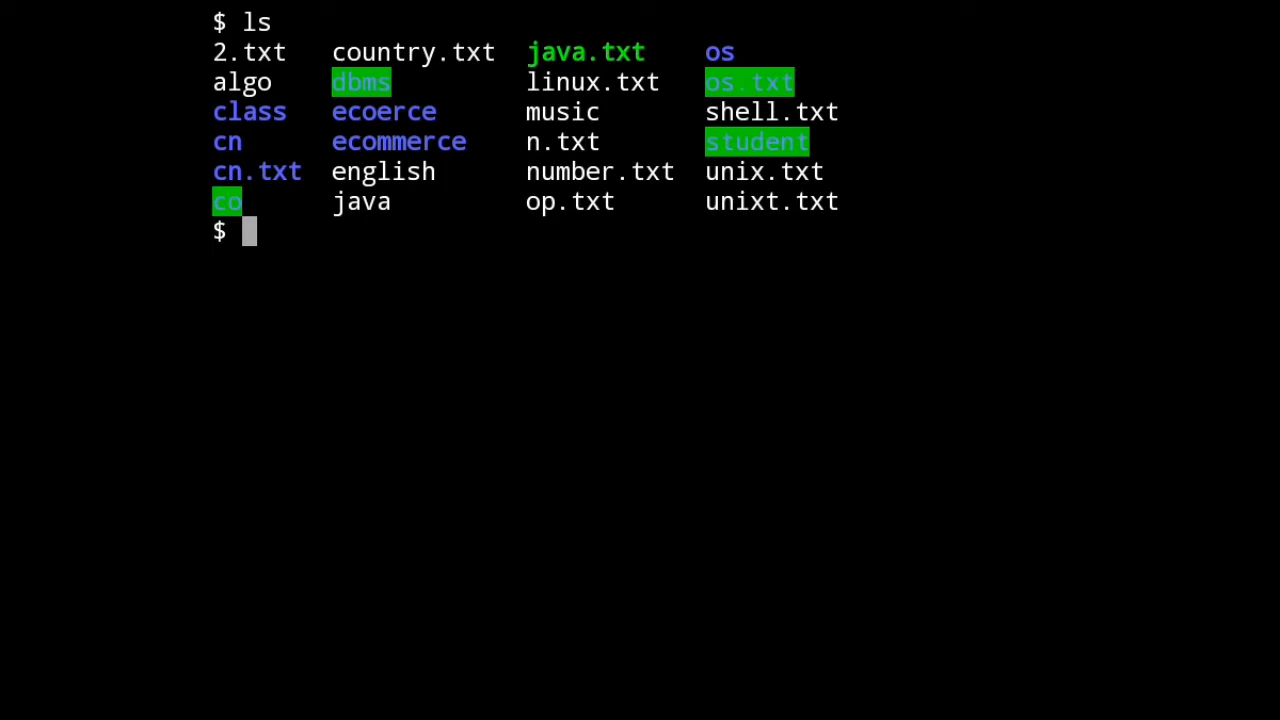 $ ls
2.txt country.txt java.txt os
algo dbms linux.txt os.txt
class ecoerce music shell.txt
cn ecommerce n.txt student
cn.txt english number.txt unix.txt
co java op.txt unixt.txt
$